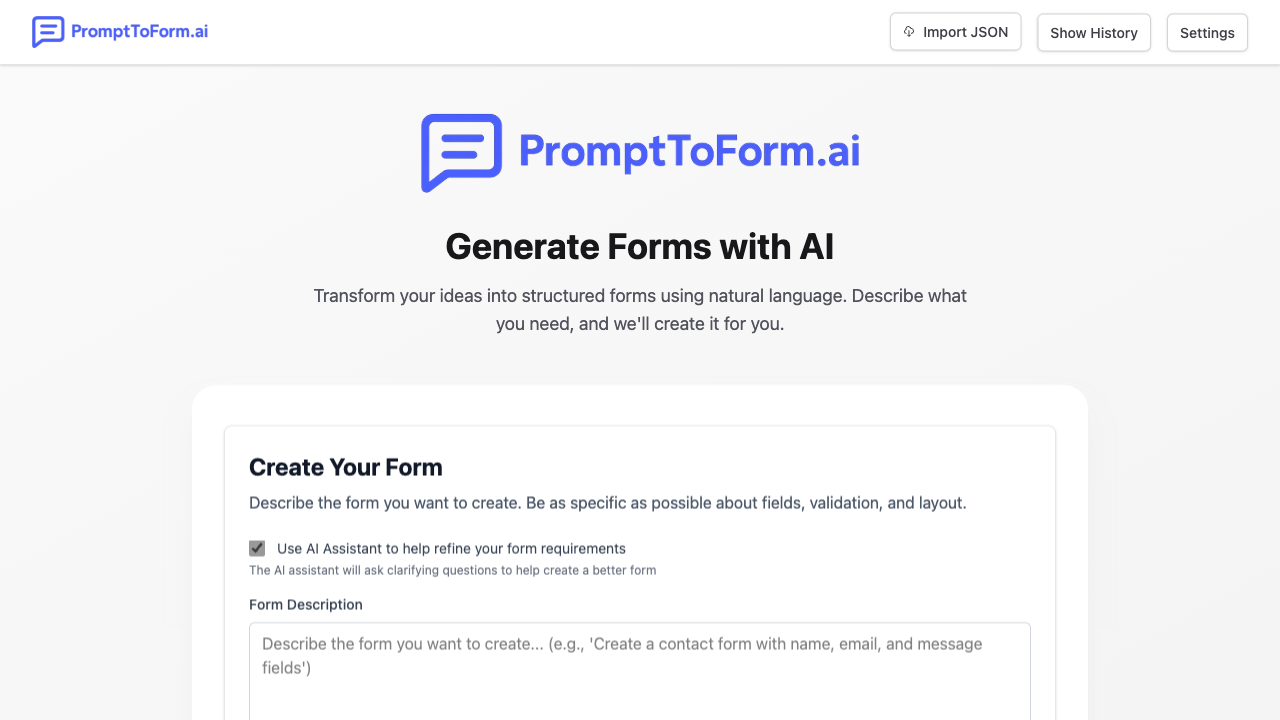 PromptToForm.ai
Import JSON
Show History
Settings
PromptToForm.ai
Generate Forms with AI
Transform your ideas into structured forms using natural language. Describe what
you need, and we'll create it for you.
Create Your Form
Describe the form you want to create. Be as specific as possible about fields, validation, and layout.
Use AI Assistant to help refine your form requirements
The AI assistant will ask clarifying questions to help create a better form
Form Description
Describe the form you want to create... (e.g., 'Create a contact form with name, email, and message
fields')